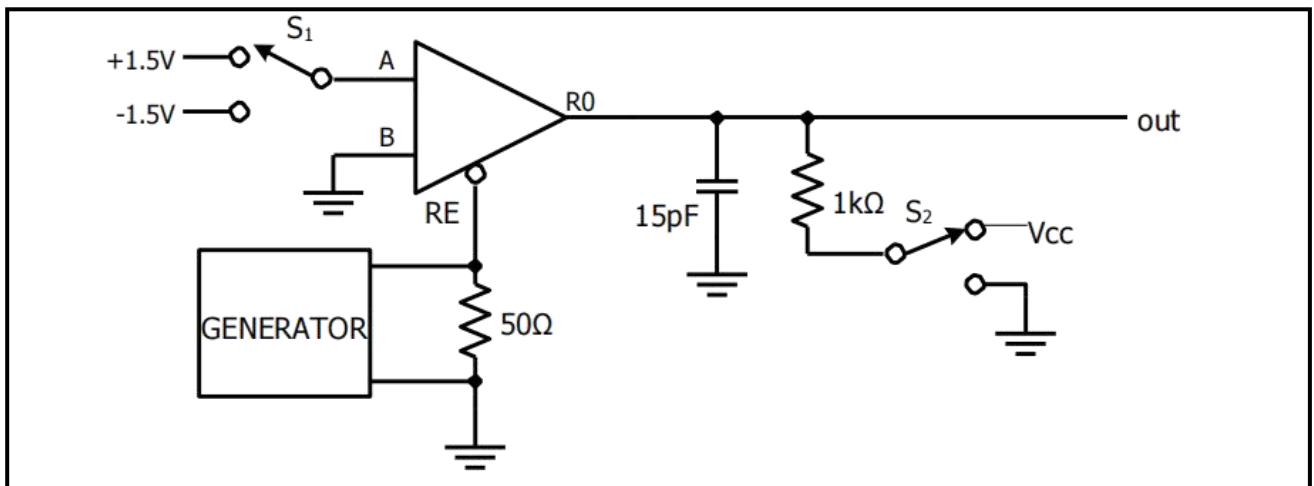 S₁
+1.5V
-1.5V
A
B
R0
out
RE
15pF
1kΩ
S₂
Vcc
GENERATOR
50Ω